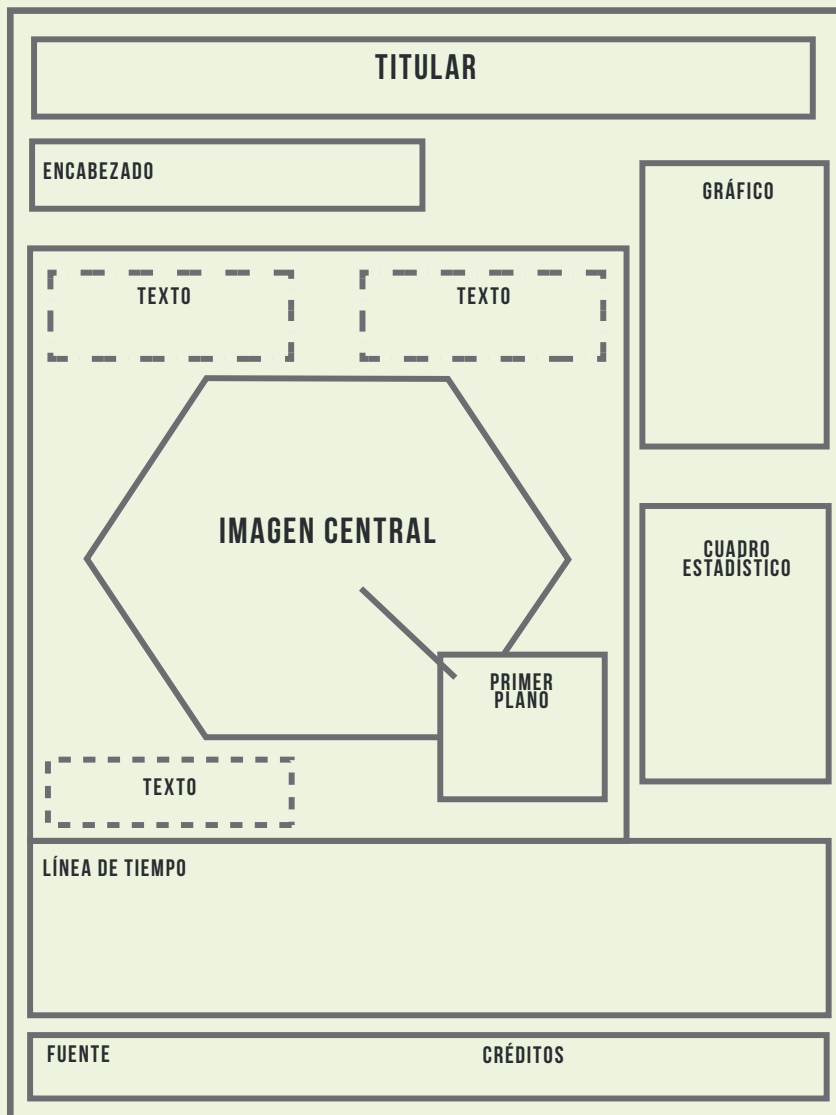 TITULAR
ENCABEZADO
GRÁFICO
TEXTO
TEXTO
IMAGEN CENTRAL
CUADRO
ESTADÍSTICO
PRIMER
PLANO
TEXTO
LÍNEA DE TIEMPO
FUENTE
CRÉDITOS